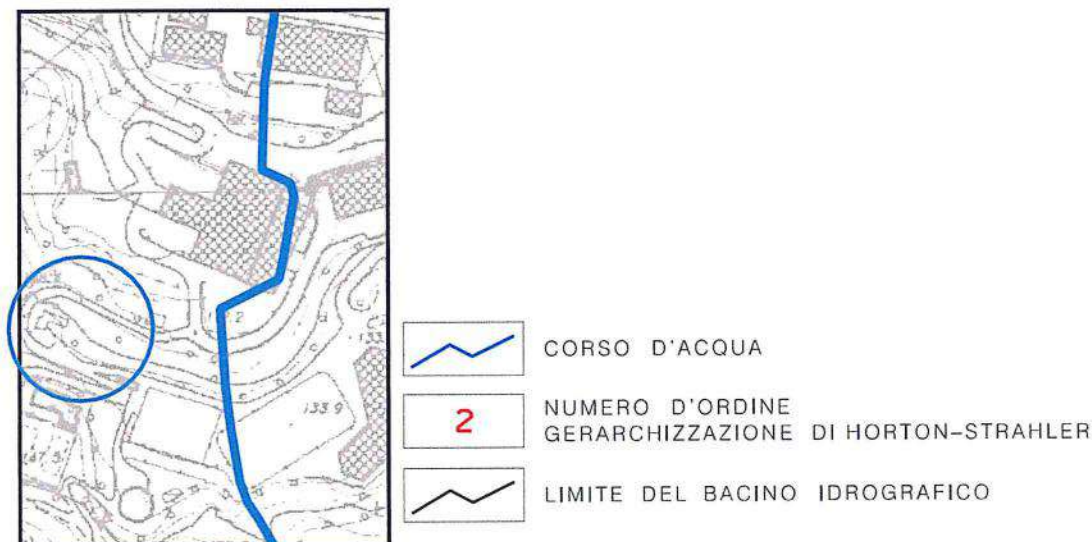 133 9
CORSO D'ACQUA
2
NUMERO D'ORDINE
GERARCHIZZAZIONE DI HORTON-STRAHLER
LIMITE DEL BACINO IDROGRAFICO